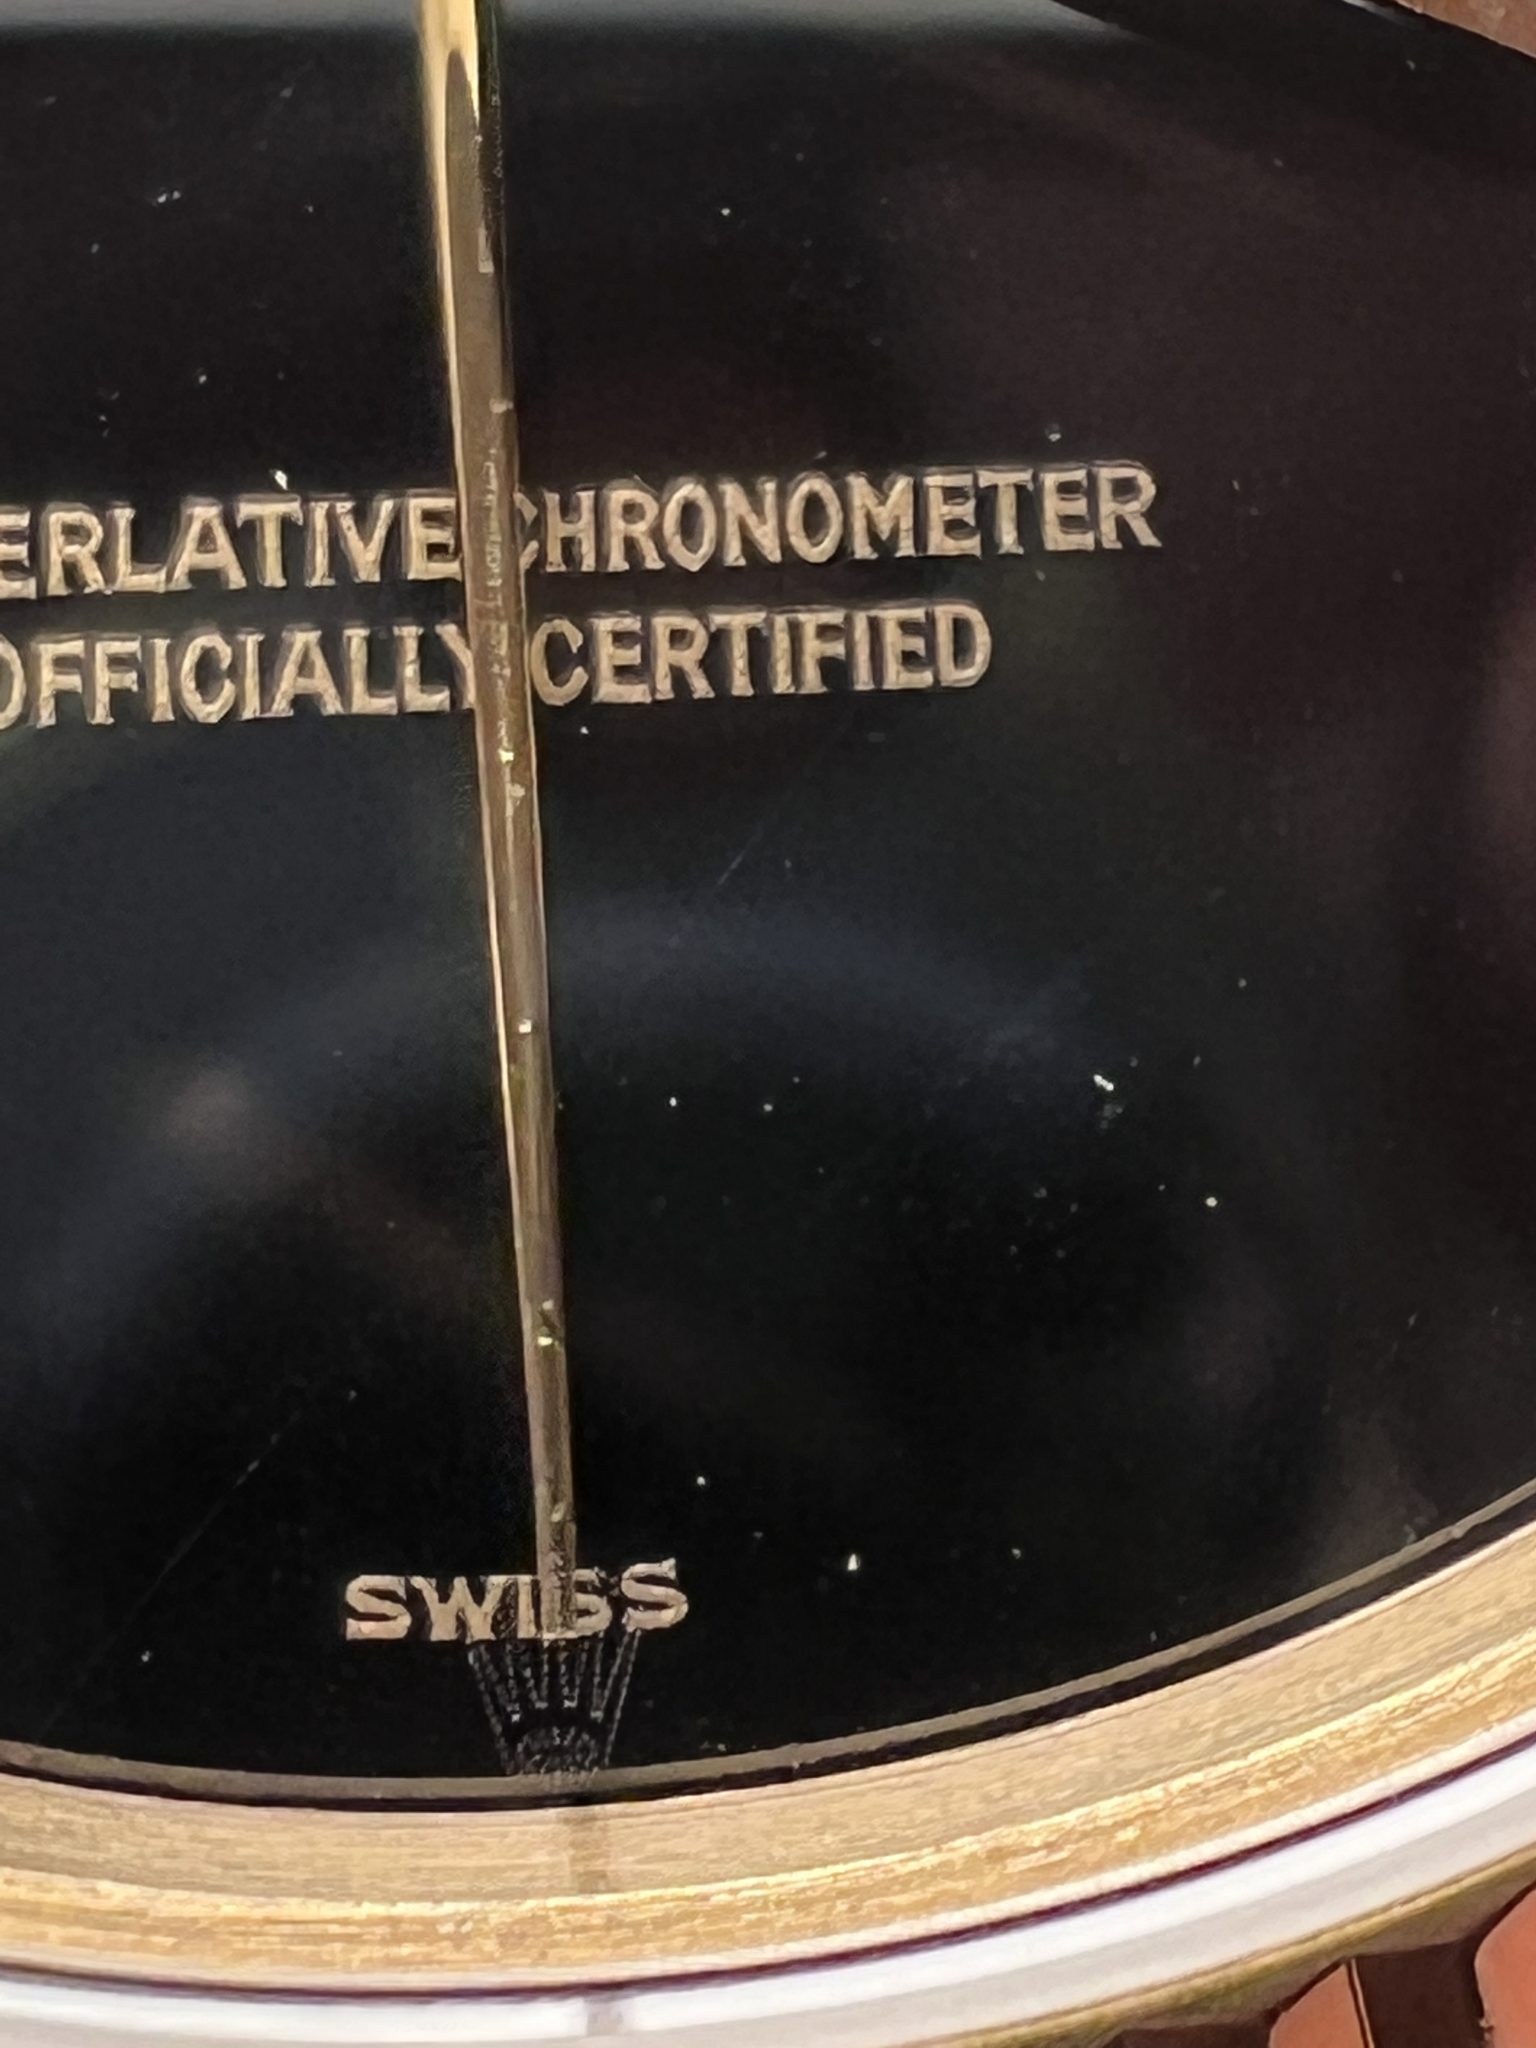 ERLATIVE CHRONOMETER
OFFICIALLY CERTIFIED
SWISS